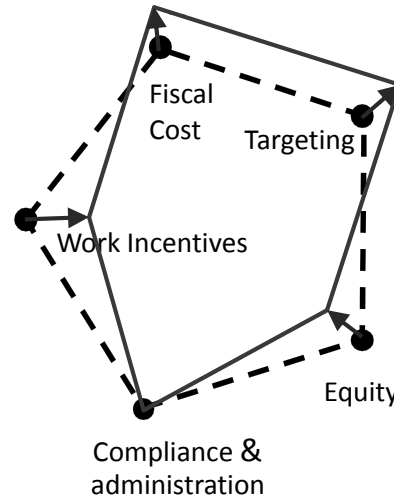 Fiscal
Cost
Targeting
Work Incentives
Equity
Compliance &
administration